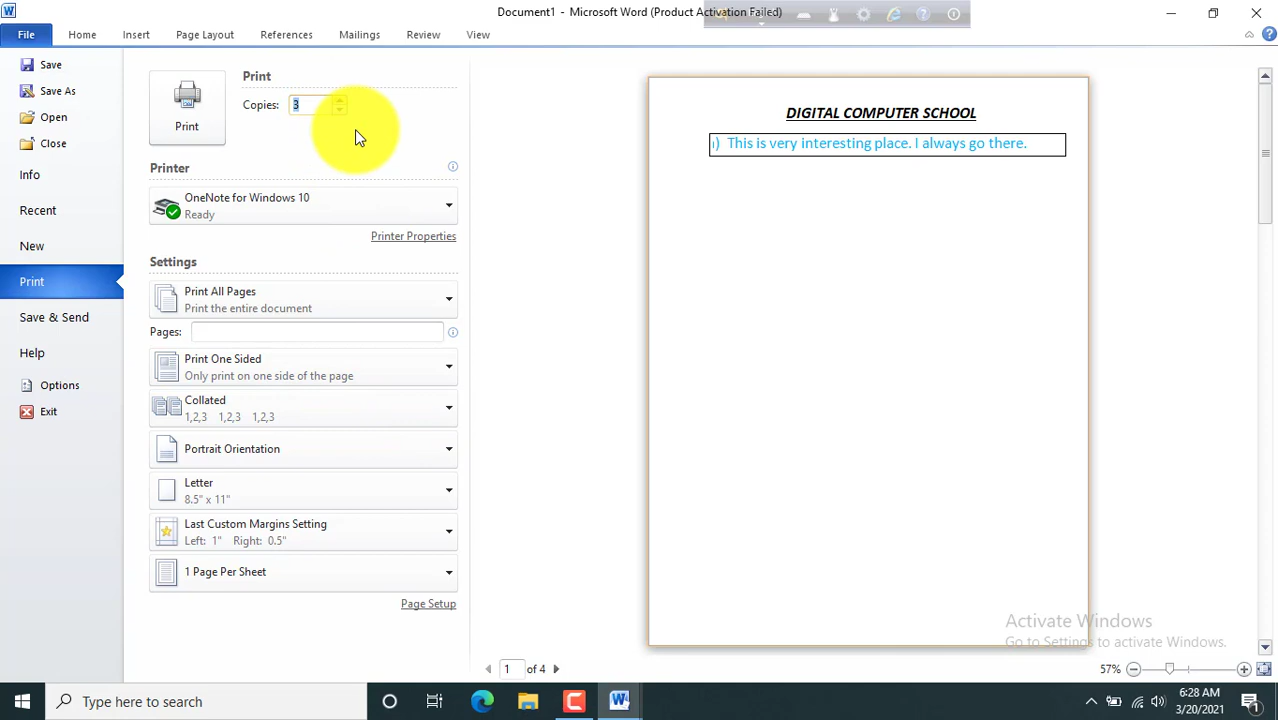 Document1 - Microsoft Word (Product Activation Failed)
File Home Insert Page Layout References Mailings Review View
Save
Save As
Open
Close
Info
Recent
New
Print
Save & Send
Help
Options
Exit
Print
Print
Copies: 3
Printer
OneNote for Windows 10
Ready
Printer Properties
Settings
Print All Pages
Print the entire document
Pages:
Print One Sided
Only print on one side of the page
Collated
1,2,3 1,2,3 1,2,3
Portrait Orientation
Letter
8.5" x 11"
Last Custom Margins Setting
Left: 1" Right: 0.5"
1 Page Per Sheet
Page Setup
DIGITAL COMPUTER SCHOOL
) This is very interesting place. I always go there.
Activate Windows
Go to Settings to activate Windows.
1 of 4
57%
Type here to search
6:28 AM
3/20/2021
1